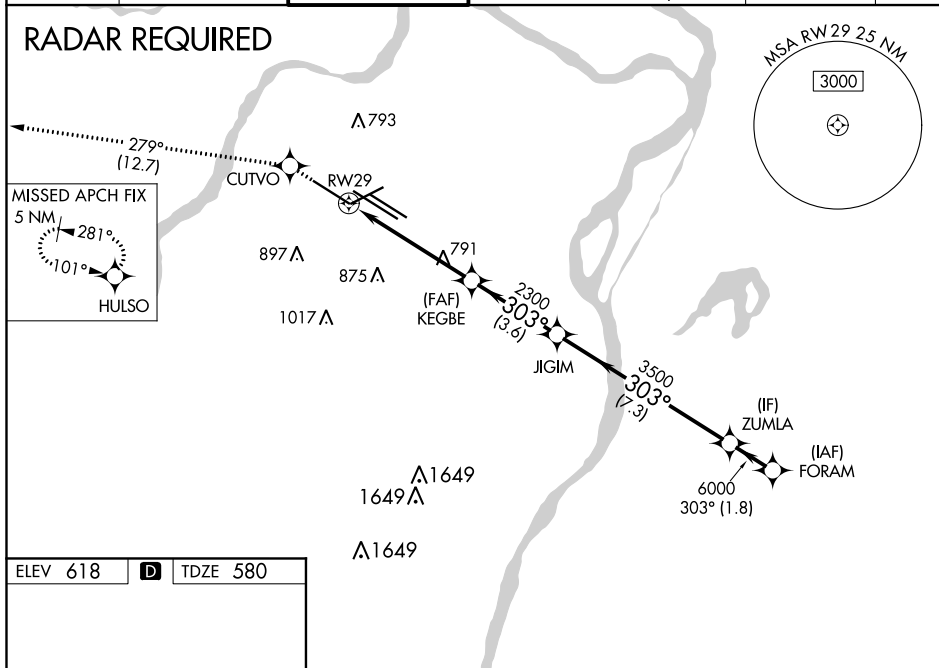 RADAR REQUIRED
MSA RW 29 25 NM
3000
793
279°
(12.7)
CUTVO
RW29
MISSED APCH FIX
5 NM
281°
101°
HULSO
897
791
875
1017
(FAF)
KEGBE
2300
303°
(3.6)
JIGIM
3500
303°
(7.3)
(IF)
ZUMLA
(IAF)
FORAM
6000
303° (1.8)
1649
1649
1649
ELEV 618
D
TDZE 580